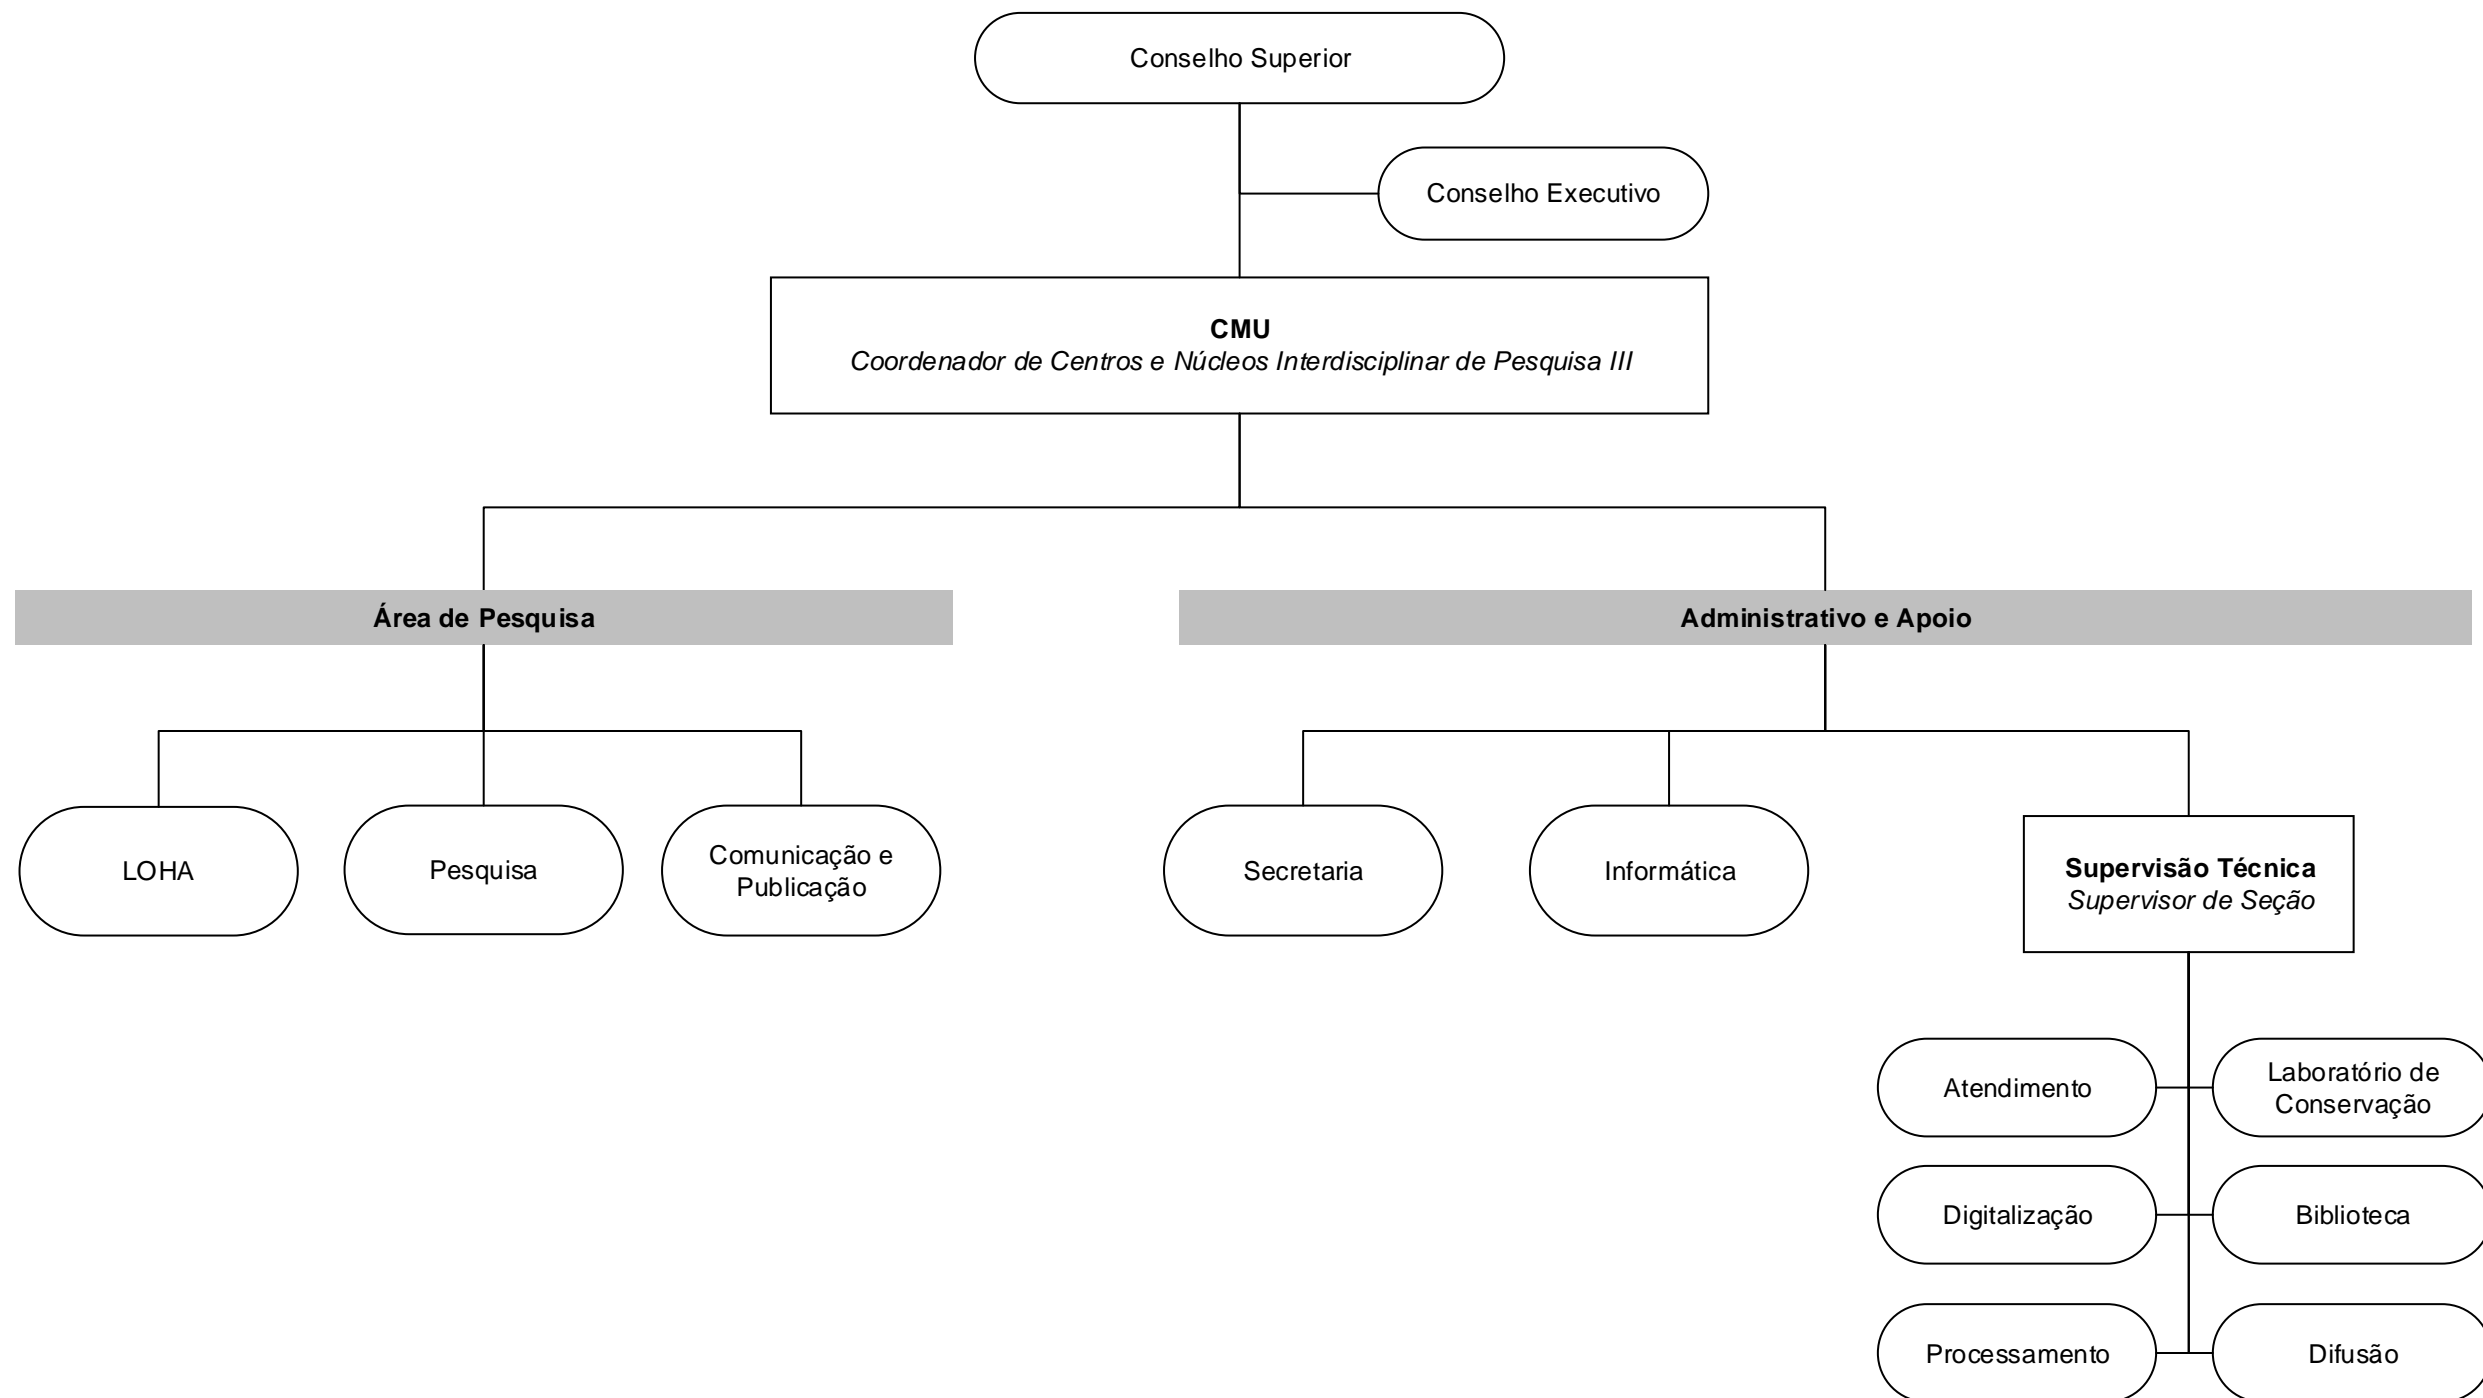 Conselho Superior
Conselho Executivo
CMU
Coordenador de Centros e Núcleos Interdisciplinar de Pesquisa III
Área de Pesquisa
Administrativo e Apoio
LOHA
Pesquisa
Comunicação e
Publicação
Secretaria
Informática
Supervisão Técnica
Supervisor de Seção
Atendimento
Laboratório de
Conservação
Digitalização
Biblioteca
Processamento
Difusão